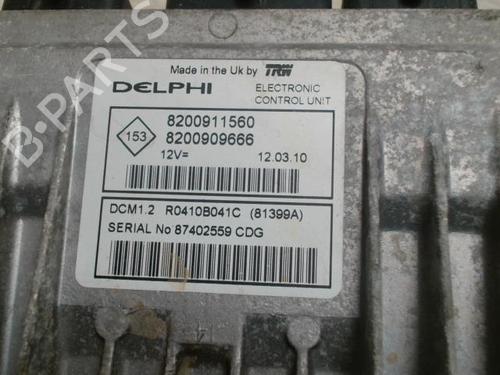 Made in the Uk by TRW
DELPHI ELECTRONIC CONTROL UNIT
153
8200911560
8200909666
12V= 12.03.10
DCM1.2 R0410B041C (81399A)
SERIAL No 87402559 CDG
B-PARTS